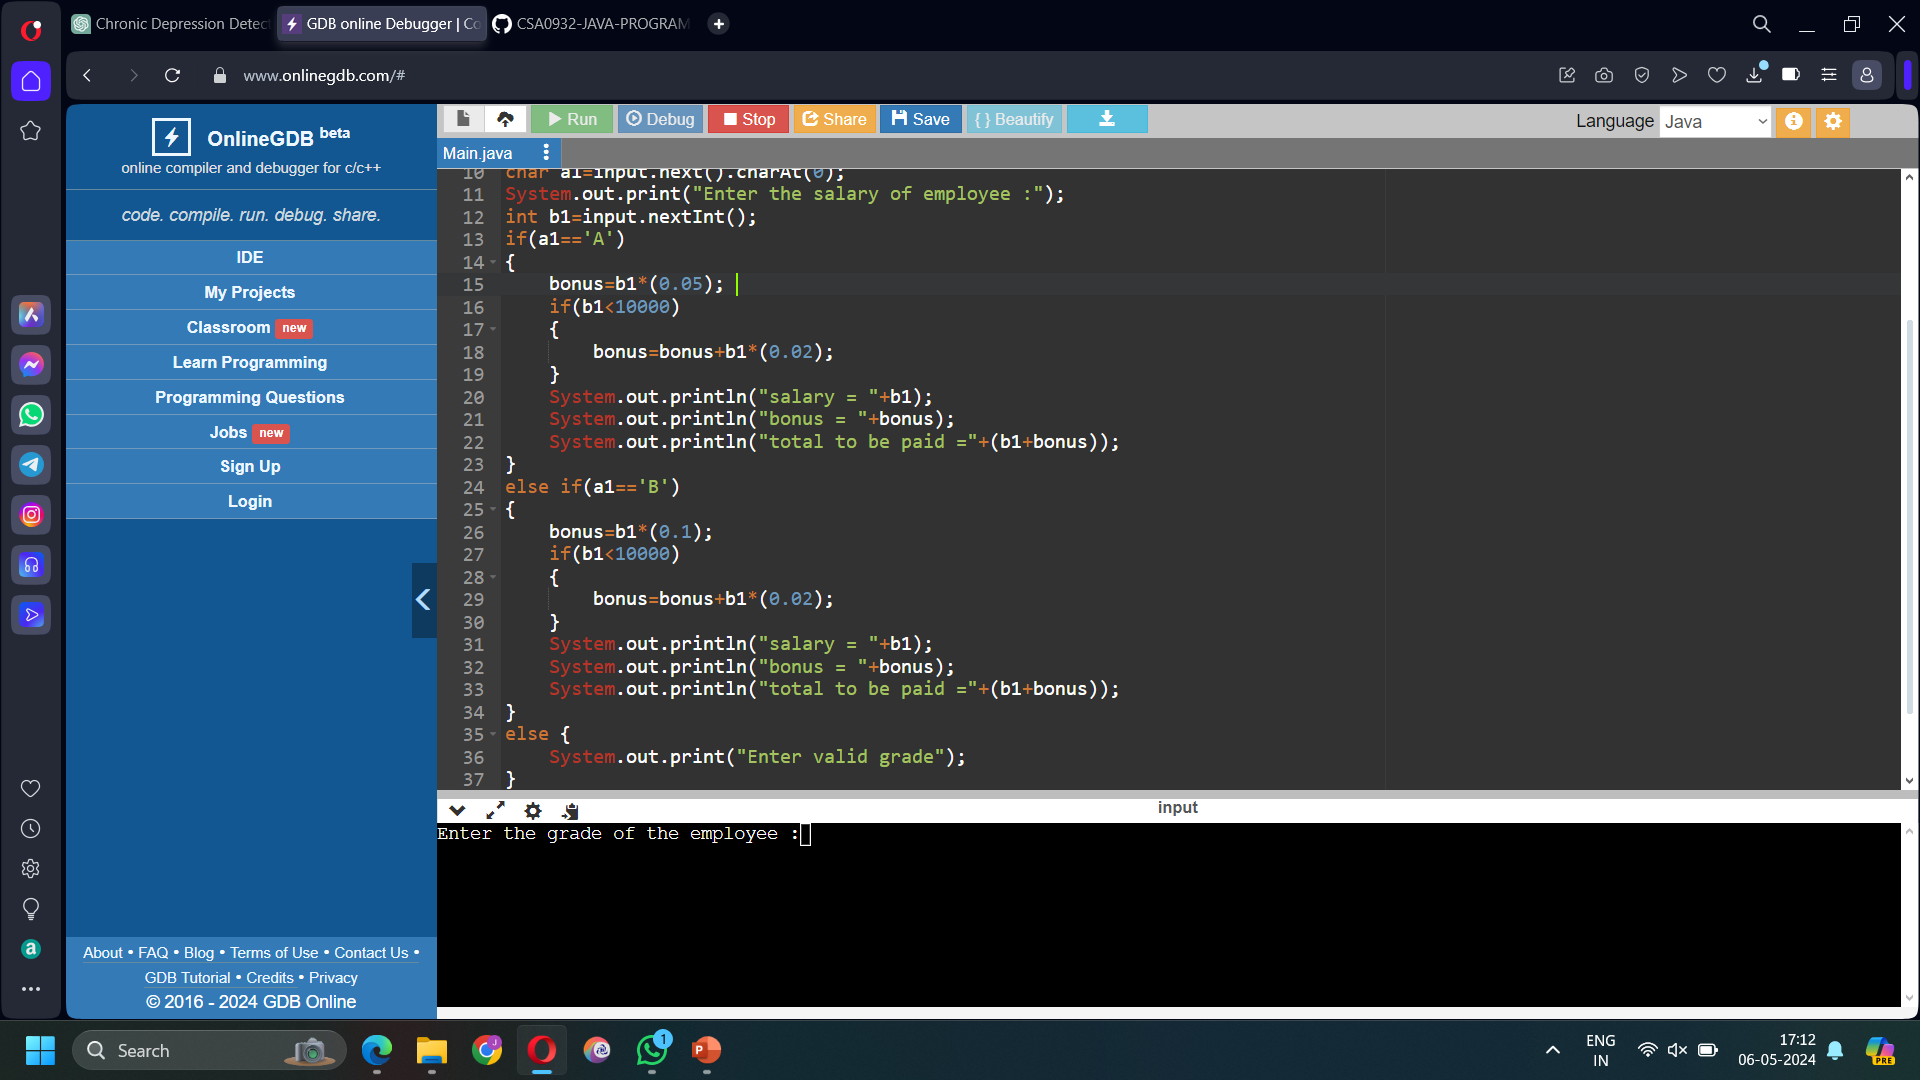 Chronic Depression Detec
GDB online Debugger | Co
CSA0932-JAVA-PROGRAM
www.onlinegdb.com/#
OnlineGDB beta
online compiler and debugger for c/c++
code. compile. run. debug. share.
IDE
My Projects
Classroom new
Learn Programming
Programming Questions
Jobs new
Sign Up
Login
About • FAQ • Blog • Terms of Use • Contact Us •
GDB Tutorial • Credits • Privacy
© 2016 - 2024 GDB Online
Run Debug Stop Share Save { } Beautify
Language Java
Main.java
10 char a1=input.next().charAt(0);
11 System.out.print("Enter the salary of employee :");
12 int b1=input.nextInt();
13 if(a1=='A')
14 {
15 bonus=b1*(0.05);
16 if(b1<10000)
17 {
18 bonus=bonus+b1*(0.02);
19 }
20 System.out.println("salary = "+b1);
21 System.out.println("bonus = "+bonus);
22 System.out.println("total to be paid ="+(b1+bonus));
23 }
24 else if(a1=='B')
25 {
26 bonus=b1*(0.1);
27 if(b1<10000)
28 {
29 bonus=bonus+b1*(0.02);
30 }
31 System.out.println("salary = "+b1);
32 System.out.println("bonus = "+bonus);
33 System.out.println("total to be paid ="+(b1+bonus));
34 }
35 else {
36 System.out.print("Enter valid grade");
37 }
input
Enter the grade of the employee :
Search
1
ENG
IN
17:12
06-05-2024
PRE